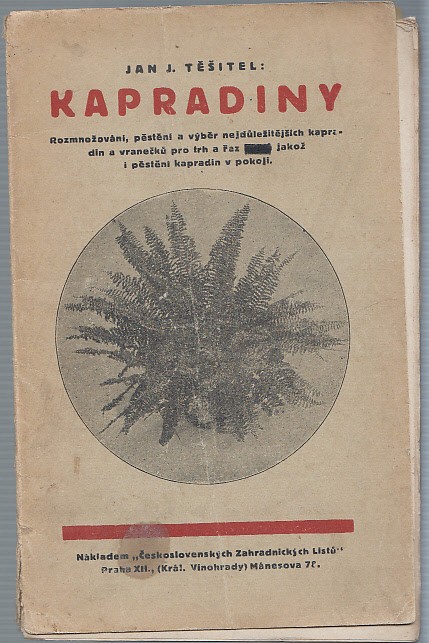 JAN J. TĚŠITEL:
KAPRADINY
Rozmnožování, pěstění a výběr nejdůležitějších kapra-
din a vranečků pro trh a řez jakož
i pěstění kapradin v pokoji.
Nákladem „Československých Zahradnických Listů"
Praha XII., (Král. Vinohrady) Mánesova